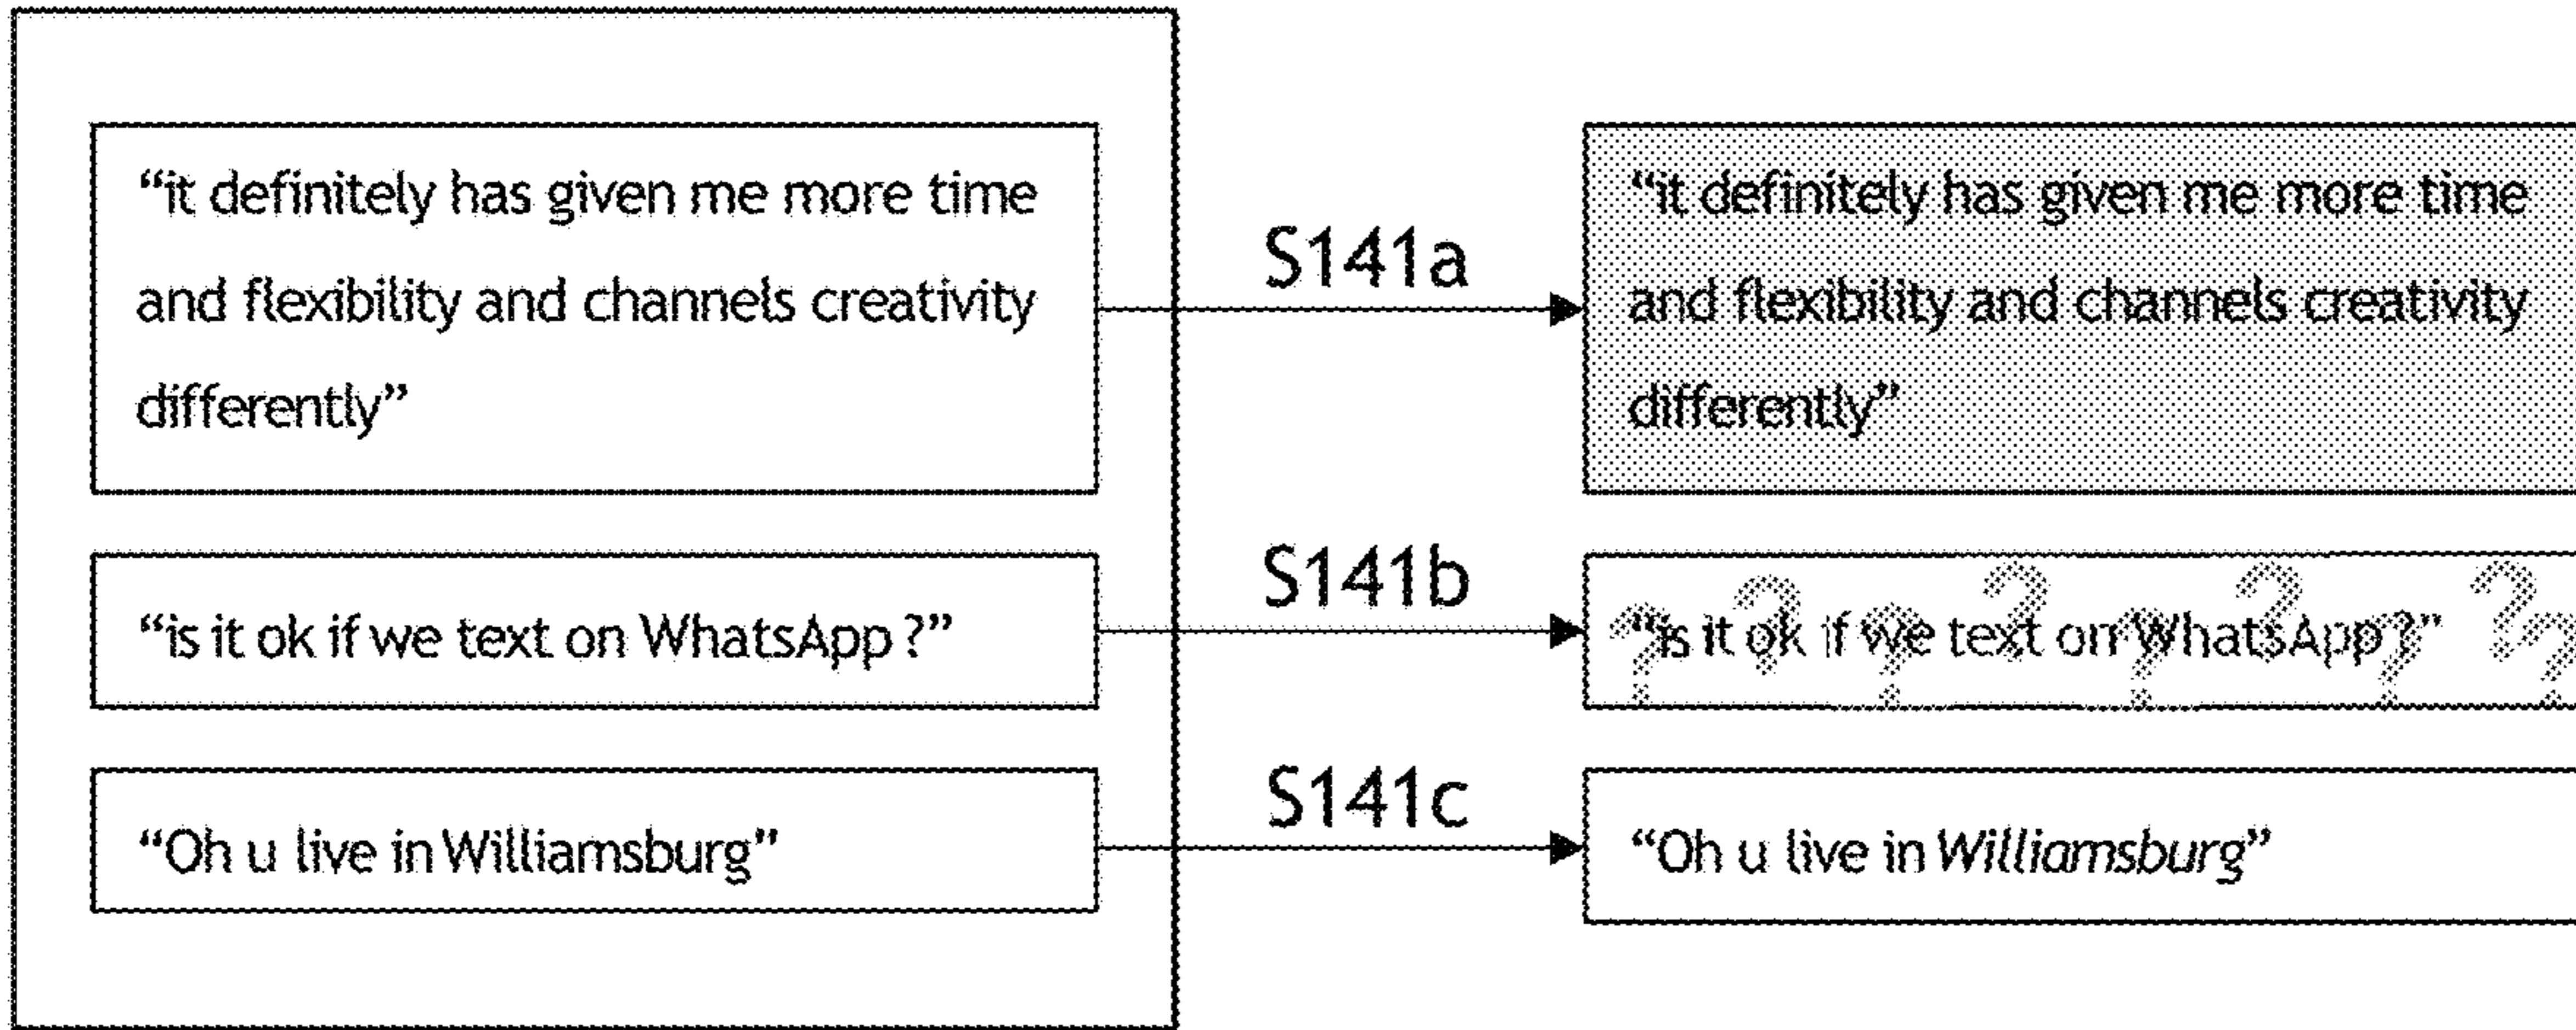 “it definitely has given me more time
and flexibility and channels creativity
differently”
S141a
“it definitely has given me more time
and flexibility and channels creativity
differently”
“is it ok if we text on WhatsApp ?”
S141b
“is it ok if we text on WhatsApp ?”
? ? ? ? ? ? ? ? ?
“Oh u live in Williamsburg”
S141c
“Oh u live in Williamsburg”